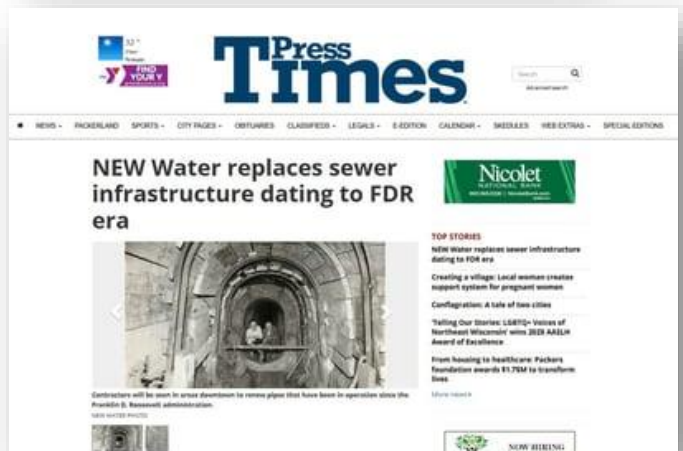 32°
FIND
YOUR Y
Press
Times
Search
Advanced search
NEWS PACKERLAND SPORTS CITY PAGES OBITUARIES CLASSIFIEDS LEGALS E-EDITION CALENDAR SKEDULES WEB EXTRAS SPECIAL EDITIONS
NEW Water replaces sewer
infrastructure dating to FDR
era
Nicolet
NATIONAL BANK
TOP STORIES
NEW Water replaces sewer infrastructure
dating to FDR era
Creating a village: Local woman creates
support system for pregnant women
Conflagration: A tale of two cities
'Telling Our Stories: LGBTQ+ Voices of
Northeast Wisconsin' wins 2023 AASLH
Award of Excellence
From housing to healthcare: Packers
foundation awards $1.75M to transform
lives
More news
Contractors will be seen in areas downtown to renew pipes that have been in operation since the
Franklin D. Roosevelt administration.
NEW WATER PHOTO
NOW HIRING